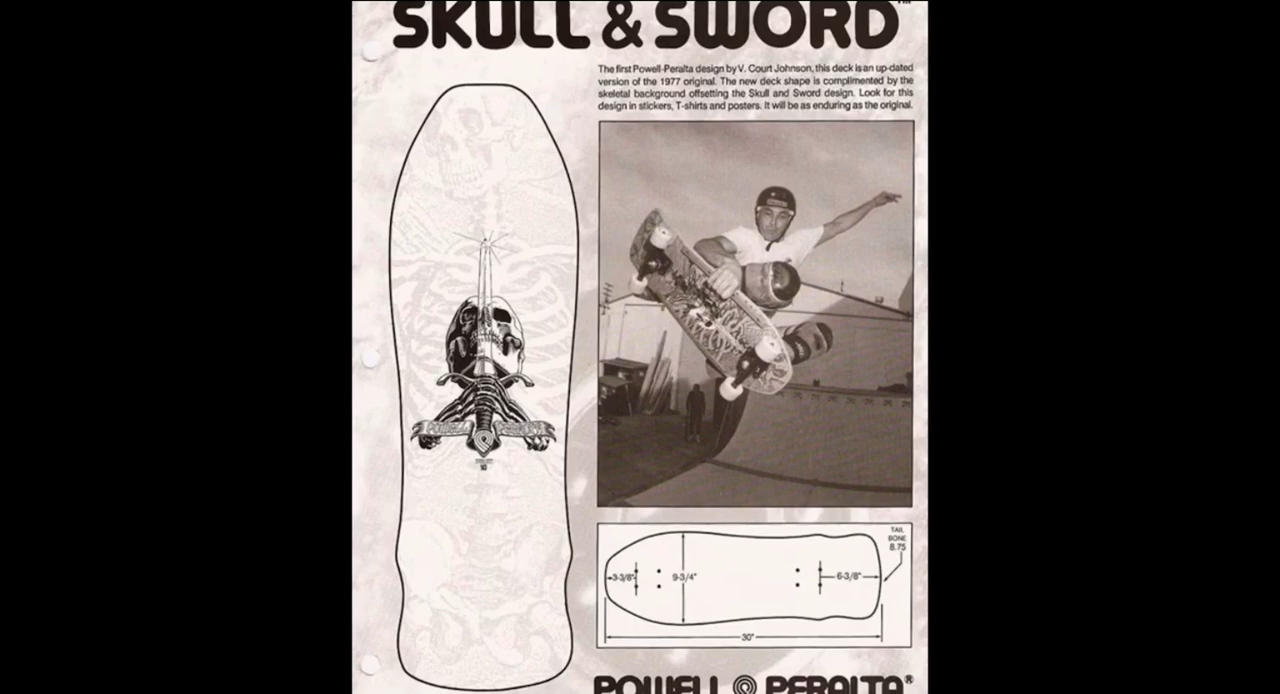 SKULL & SWORD™
The first Powell-Peralta design by V. Court Johnson, this deck is an up-dated
version of the 1977 original. The new deck shape is complimented by the
skeletal background offsetting the Skull and Sword design. Look for this
design in stickers, T-shirts and posters. It will be as enduring as the original.
POWELL PERALTA
TAIL
BONE
8.75
3-3/8"
9-3/4"
6-3/8"
30"
POWELL PERALTA®